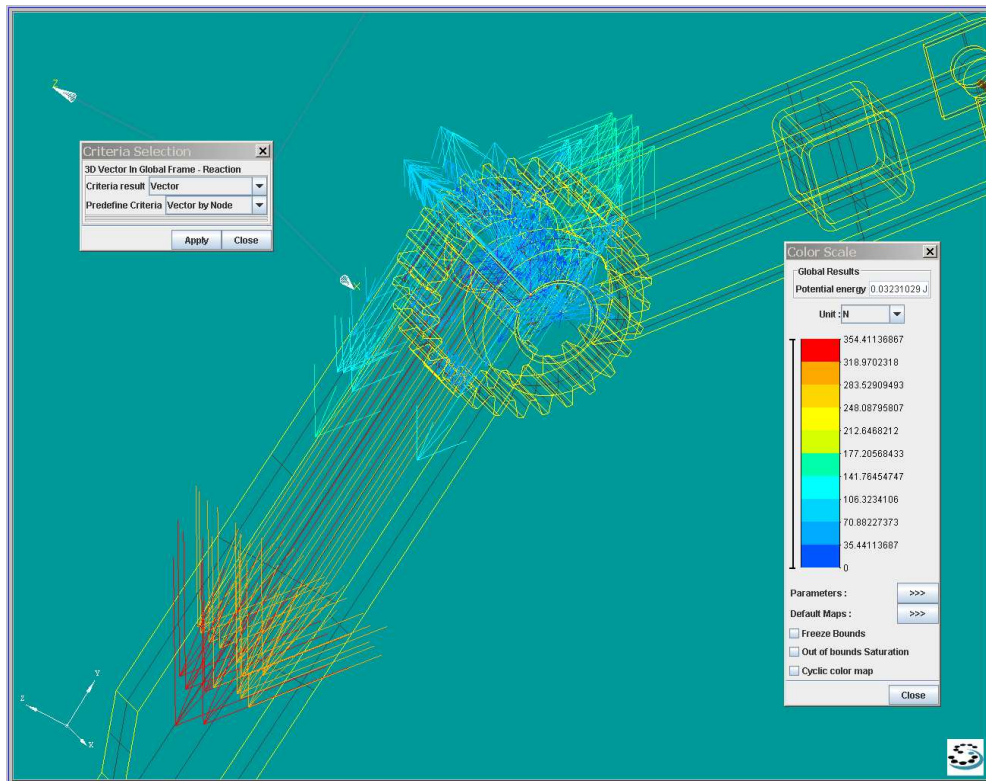 Z
Criteria Selection
3D Vector In Global Frame - Reaction
Criteria result Vector
Predefine Criteria Vector by Node
Apply Close
X
Color Scale
Global Results
Potential energy 0.03231029 J
Unit : N
354.41136867
318.9702318
283.52909493
248.08795807
212.6468212
177.20568433
141.76454747
106.3234106
70.88227373
35.44113687
0
Parameters : >>>
Default Maps : >>>
Freeze Bounds
Out of bounds Saturation
Cyclic color map
Close
Y
Z
X